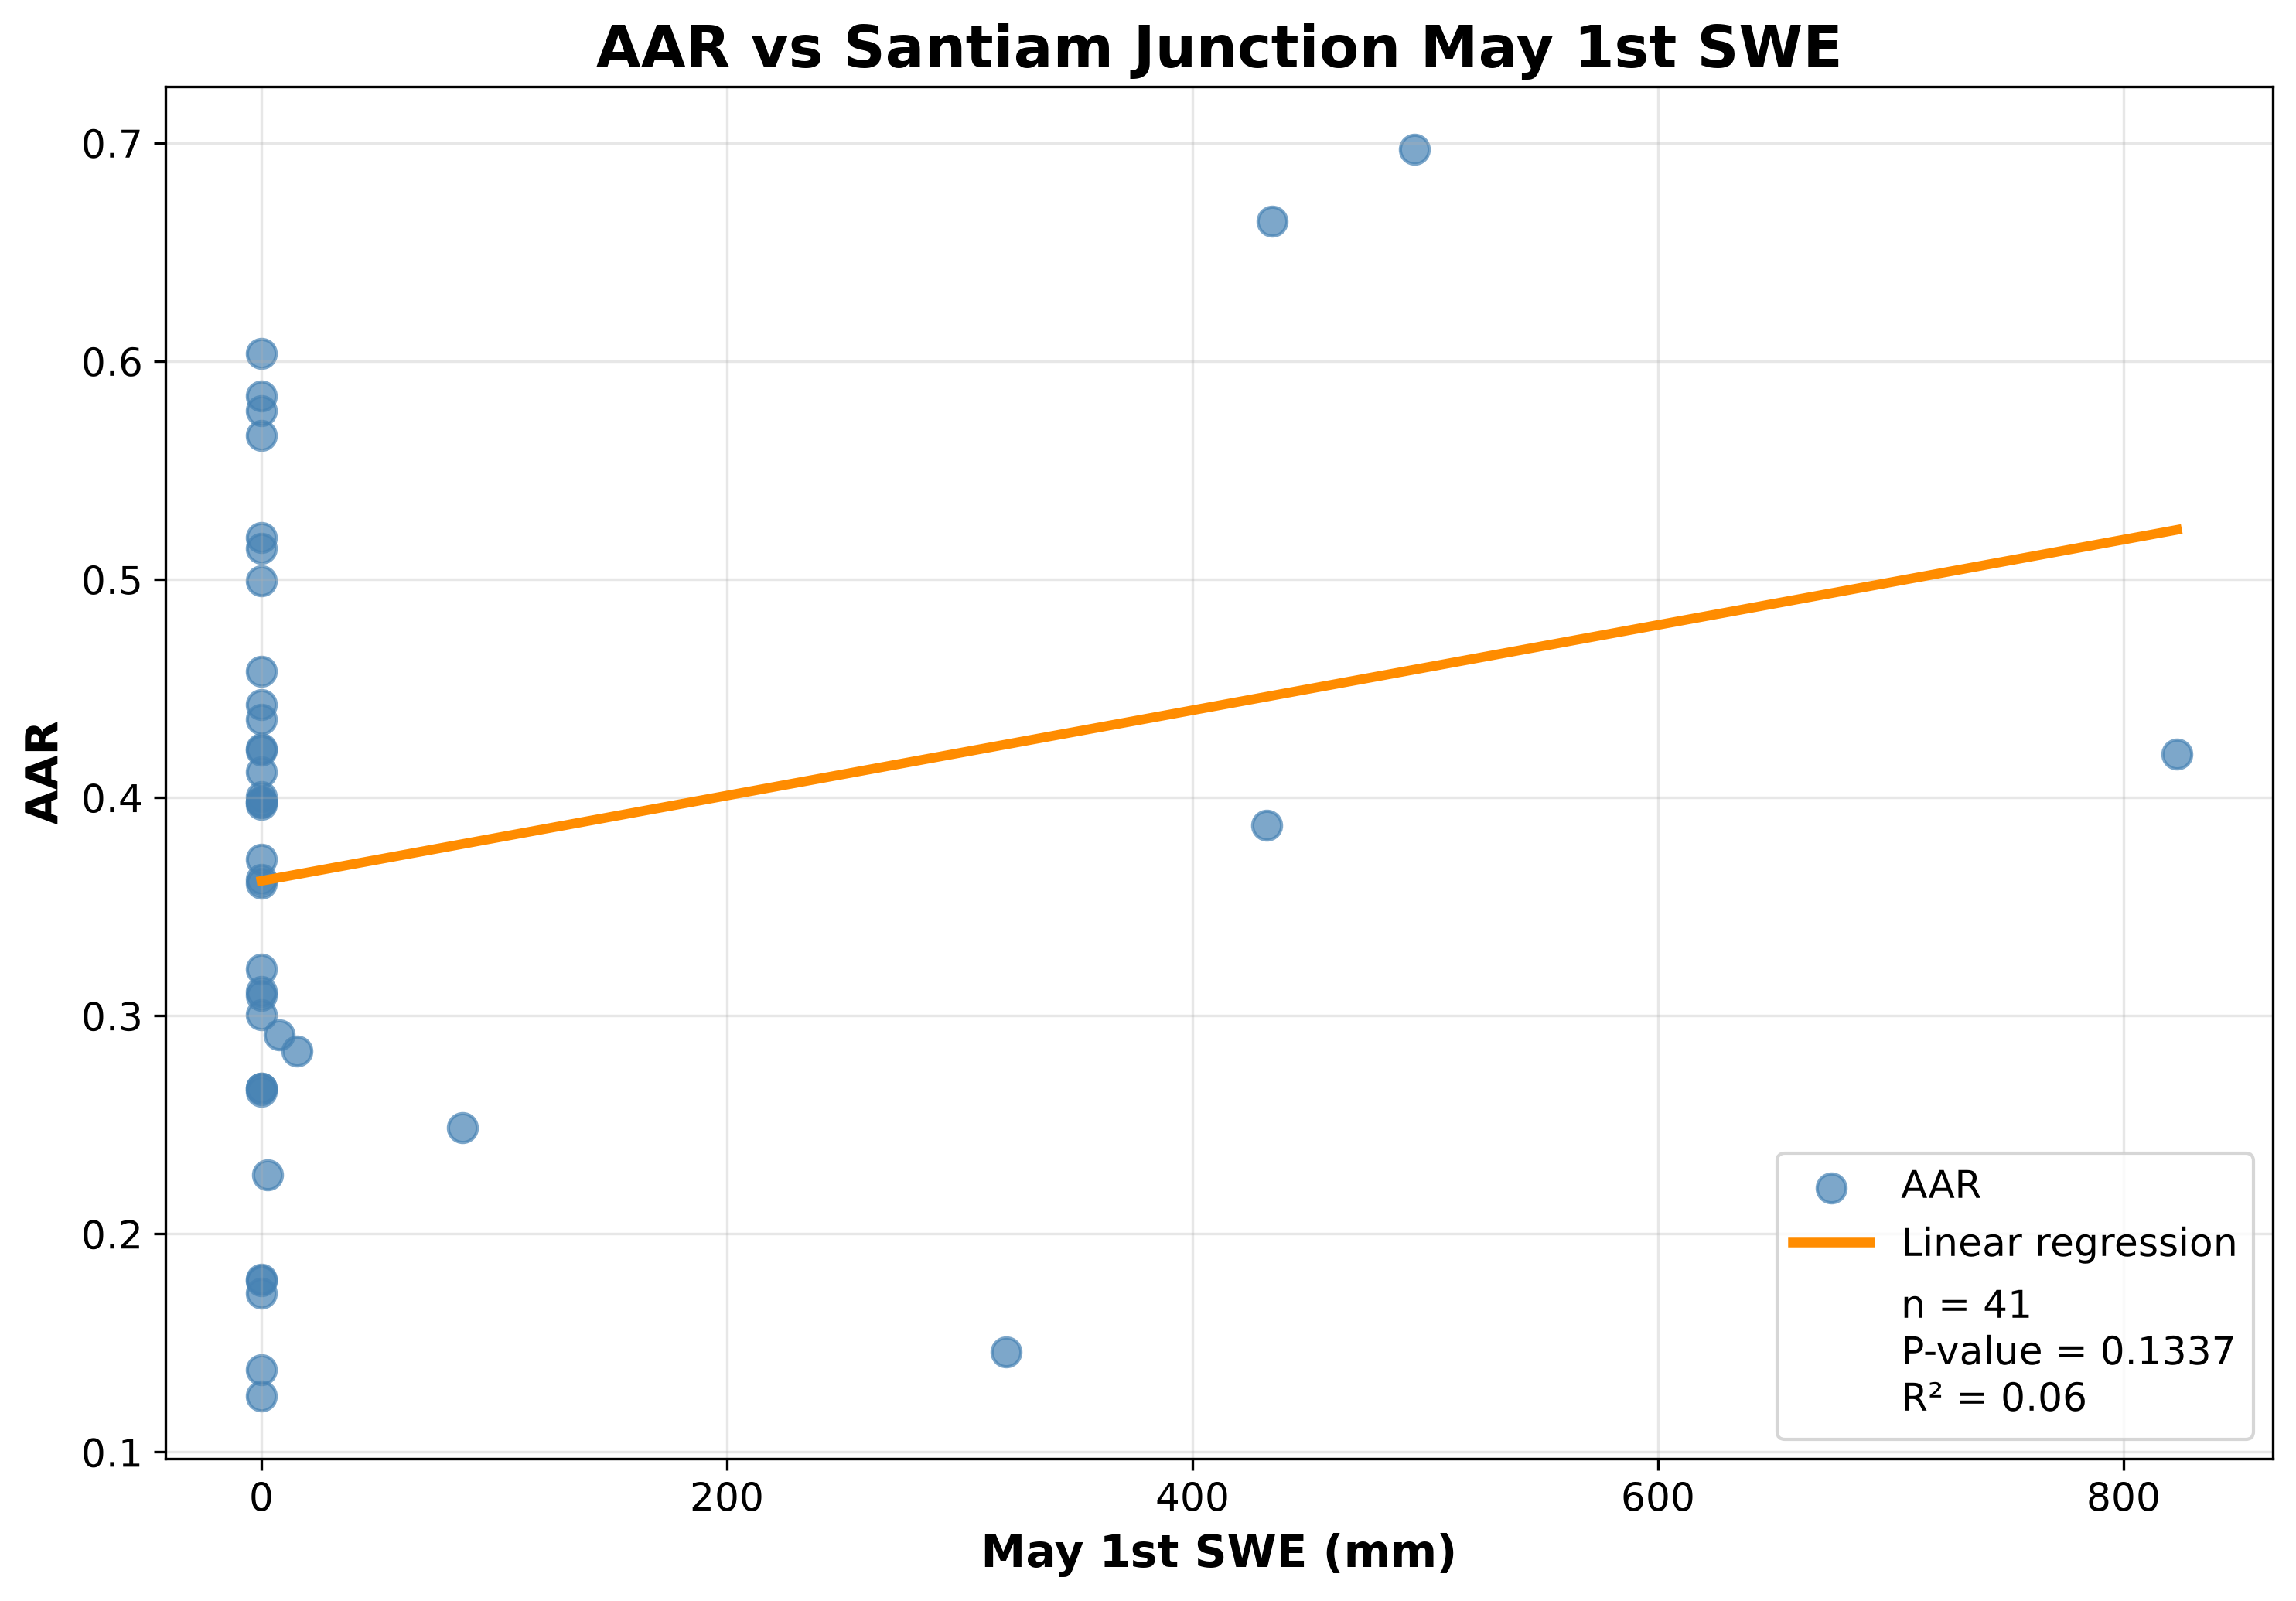 AAR vs Santiam Junction May 1st SWE
AAR
0.7
0.6
0.5
0.4
0.3
0.2
0.1
0
200
400
600
800
May 1st SWE (mm)
AAR
Linear regression
n = 41
P-value = 0.1337
R² = 0.06